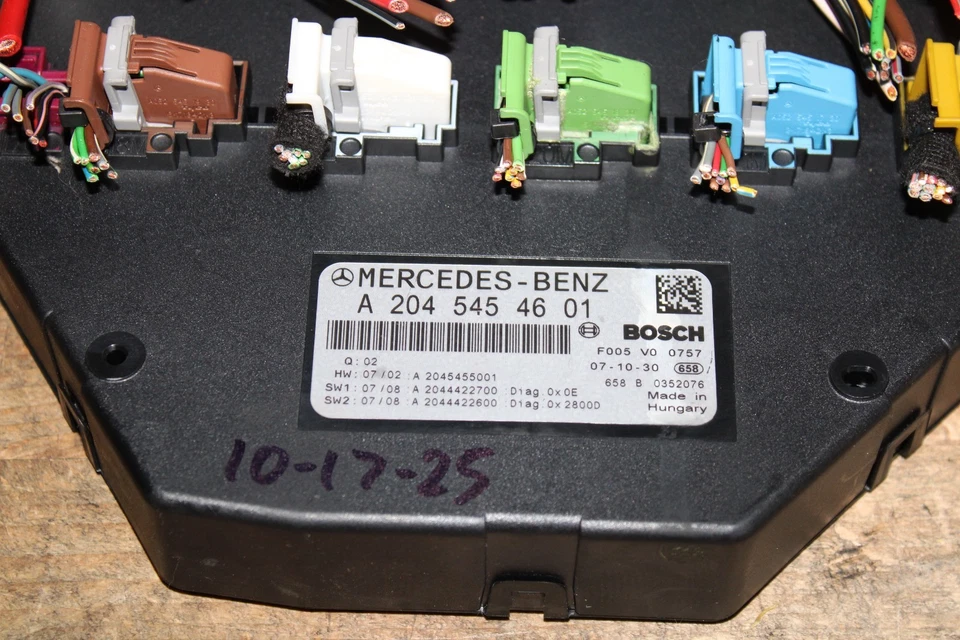 MERCEDES-BENZ
A 204 545 46 01
BOSCH
F005 V0 0757
Q: 02
07-10-30 658
HW: 07/02 : A 2045455001
658 B 0352076
SW1: 07/08 : A 2044422700 Diag: 0x0E
Made in
SW2: 07/08 : A 2044422600 Diag: 0x2800D
Hungary
10-17-25